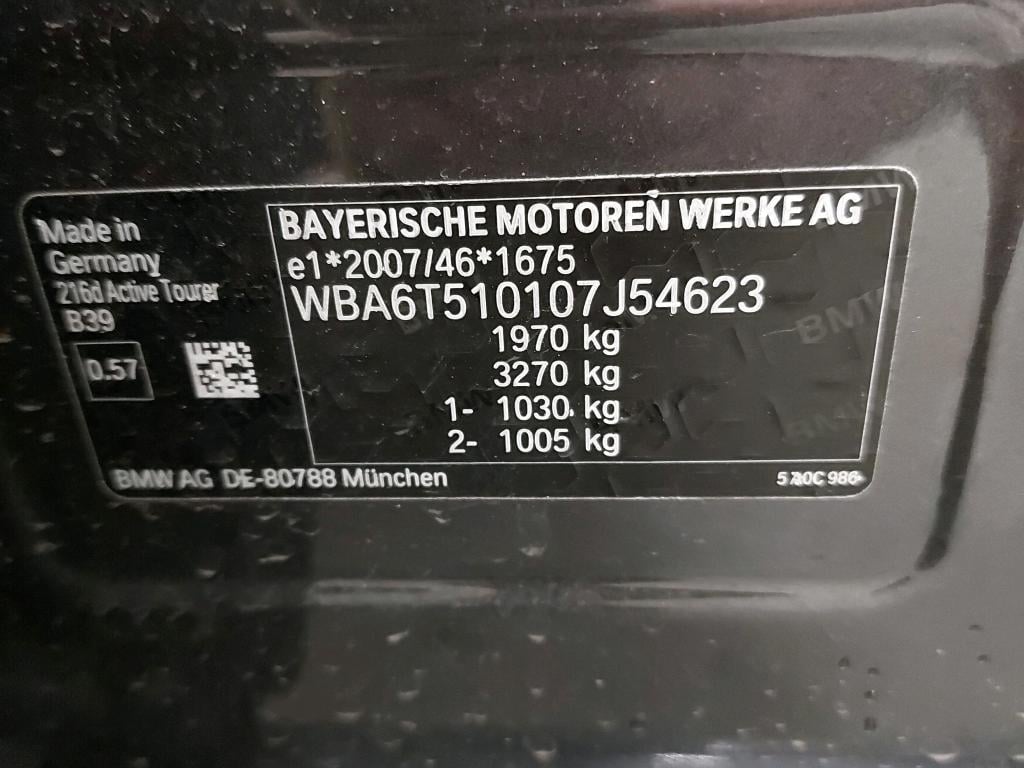 Made in
Germany
216d Active Tourer
B39
0.57
BAYERISCHE MOTOREN WERKE AG
e1*2007/46*1675
WBA6T510107J54623
1970 kg
3270 kg
1- 1030 kg
2- 1005 kg
BMW AG DE-80788 München